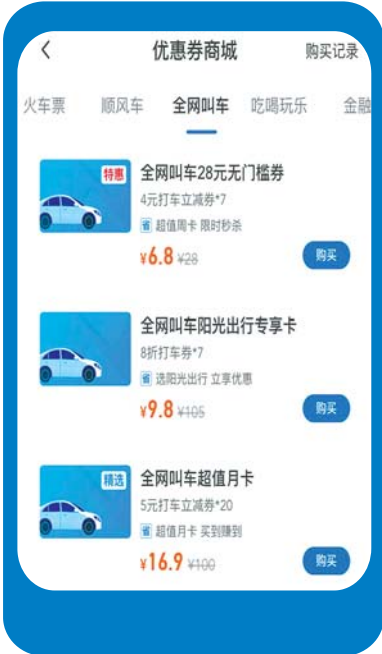 优惠券商城 购买记录
火车票 顺风车 全网叫车 吃喝玩乐 金融
特惠 全网叫车28元无门槛券
4元打车立减券*7
省 超值周卡 限时秒杀
¥6.8 ¥28 购买
全网叫车阳光出行专享卡
8折打车券*7
省 选阳光出行 立享优惠
¥9.8 ¥105 购买
精选 全网叫车超值月卡
5元打车立减券*20
省 超值月卡 买到赚到
¥16.9 ¥100 购买